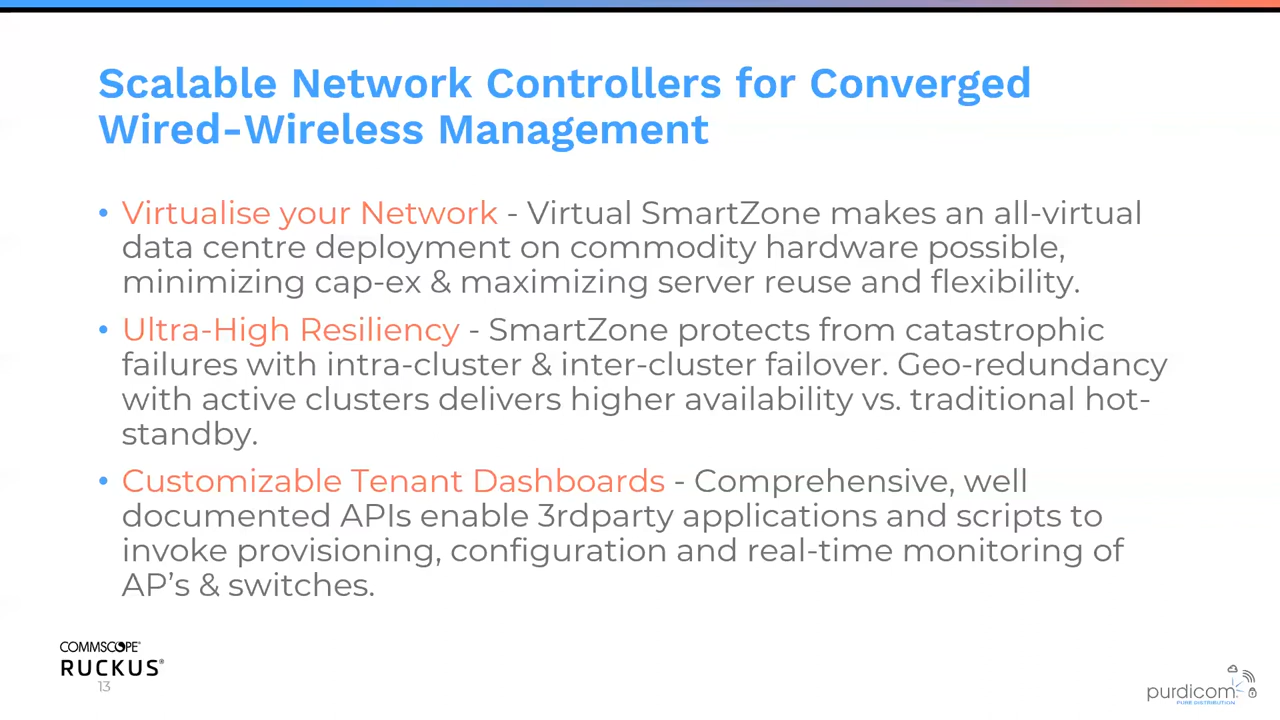 Scalable Network Controllers for Converged
Wired-Wireless Management
• Virtualise your Network - Virtual SmartZone makes an all-virtual
data centre deployment on commodity hardware possible,
minimizing cap-ex & maximizing server reuse and flexibility.
• Ultra-High Resiliency - SmartZone protects from catastrophic
failures with intra-cluster & inter-cluster failover. Geo-redundancy
with active clusters delivers higher availability vs. traditional hot-
standby.
• Customizable Tenant Dashboards - Comprehensive, well
documented APIs enable 3rdparty applications and scripts to
invoke provisioning, configuration and real-time monitoring of
AP’s & switches.
COMMSCOPE®
RUCKUS®
13
purdicom
PURE DISTRIBUTION